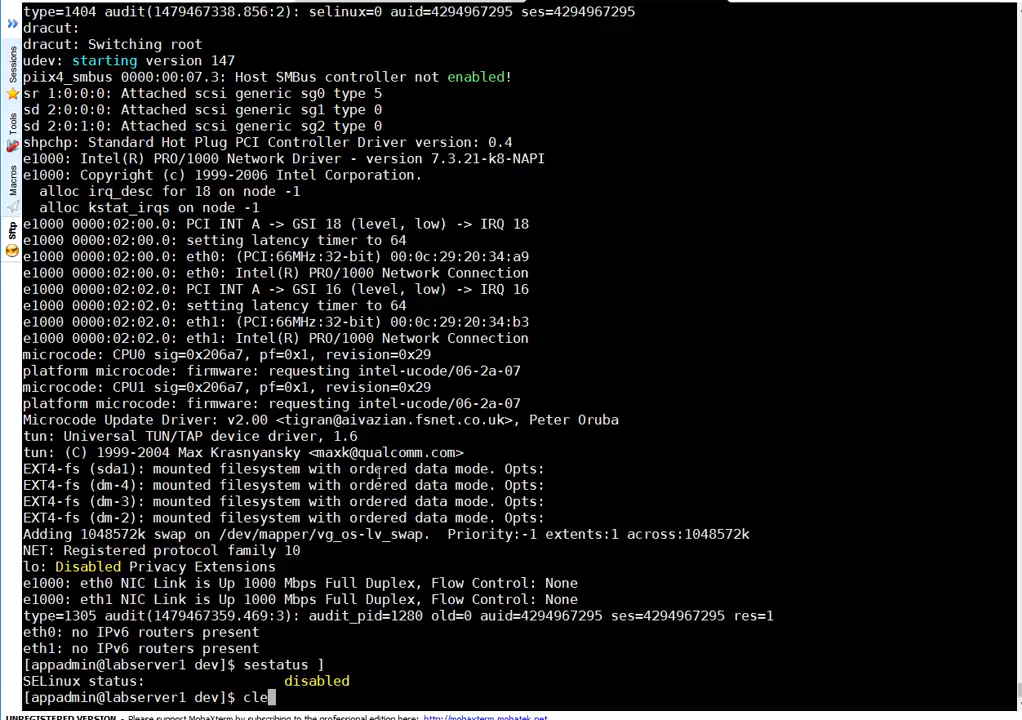 type=1404 audit(1479467338.856:2): selinux=0 auid=4294967295 ses=4294967295
dracut:
dracut: Switching root
udev: starting version 147
piix4_smbus 0000:00:07.3: Host SMBus controller not enabled!
sr 1:0:0:0: Attached scsi generic sg0 type 5
sd 2:0:0:0: Attached scsi generic sg1 type 0
sd 2:0:1:0: Attached scsi generic sg2 type 0
shpchp: Standard Hot Plug PCI Controller Driver version: 0.4
e1000: Intel(R) PRO/1000 Network Driver - version 7.3.21-k8-NAPI
e1000: Copyright (c) 1999-2006 Intel Corporation.
  alloc irq_desc for 18 on node -1
  alloc kstat_irqs on node -1
e1000 0000:02:00.0: PCI INT A -> GSI 18 (level, low) -> IRQ 18
e1000 0000:02:00.0: setting latency timer to 64
e1000 0000:02:00.0: eth0: (PCI:66MHz:32-bit) 00:0c:29:20:34:a9
e1000 0000:02:00.0: eth0: Intel(R) PRO/1000 Network Connection
e1000 0000:02:02.0: PCI INT A -> GSI 16 (level, low) -> IRQ 16
e1000 0000:02:02.0: setting latency timer to 64
e1000 0000:02:02.0: eth1: (PCI:66MHz:32-bit) 00:0c:29:20:34:b3
e1000 0000:02:02.0: eth1: Intel(R) PRO/1000 Network Connection
microcode: CPU0 sig=0x206a7, pf=0x1, revision=0x29
platform microcode: firmware: requesting intel-ucode/06-2a-07
microcode: CPU1 sig=0x206a7, pf=0x1, revision=0x29
platform microcode: firmware: requesting intel-ucode/06-2a-07
Microcode Update Driver: v2.00 <tigran@aivazian.fsnet.co.uk>, Peter Oruba
tun: Universal TUN/TAP device driver, 1.6
tun: (C) 1999-2004 Max Krasnyansky <maxk@qualcomm.com>
EXT4-fs (sda1): mounted filesystem with ordered data mode. Opts:
EXT4-fs (dm-4): mounted filesystem with ordered data mode. Opts:
EXT4-fs (dm-3): mounted filesystem with ordered data mode. Opts:
EXT4-fs (dm-2): mounted filesystem with ordered data mode. Opts:
Adding 1048572k swap on /dev/mapper/vg_os-lv_swap.  Priority:-1 extents:1 across:1048572k
NET: Registered protocol family 10
lo: Disabled Privacy Extensions
e1000: eth0 NIC Link is Up 1000 Mbps Full Duplex, Flow Control: None
e1000: eth1 NIC Link is Up 1000 Mbps Full Duplex, Flow Control: None
type=1305 audit(1479467359.469:3): audit_pid=1280 old=0 auid=4294967295 ses=4294967295 res=1
eth0: no IPv6 routers present
eth1: no IPv6 routers present
[appadmin@labserver1 dev]$ sestatus ]
SELinux status:                 disabled
[appadmin@labserver1 dev]$ cle
Sessions
Tools
Macros
Sftp
UNREGISTERED VERSION - Please support MobaXterm by subscribing to the professional edition here: http://mobaxterm.mobatek.net